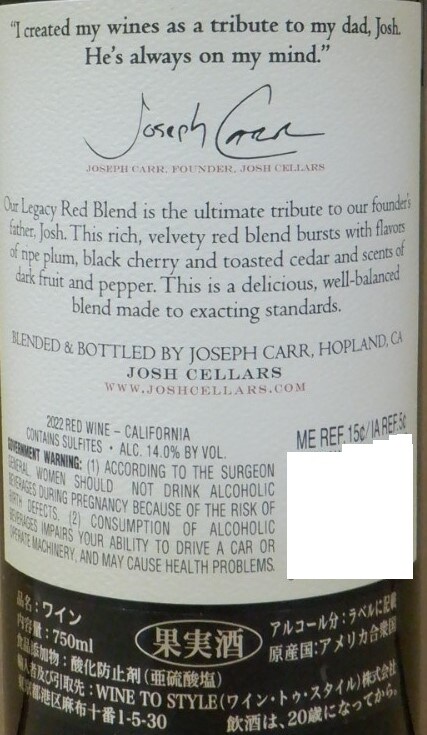 “I created my wines as a tribute to my dad, Josh.
He's always on my mind.”
Joseph Carr
JOSEPH CARR, FOUNDER, JOSH CELLARS
Our Legacy Red Blend is the ultimate tribute to our founder's
father, Josh. This rich, velvety red blend bursts with flavors
of ripe plum, black cherry and toasted cedar and scents of
dark fruit and pepper. This is a delicious, well-balanced
blend made to exacting standards.
BLENDED & BOTTLED BY JOSEPH CARR, HOPLAND, CA
JOSH CELLARS
WWW.JOSHCELLARS.COM
2022 RED WINE – CALIFORNIA
CONTAINS SULFITES • ALC. 14.0% BY VOL.
ME REF. 15¢/IA REF. 5¢
GOVERNMENT WARNING: (1) ACCORDING TO THE SURGEON
GENERAL, WOMEN SHOULD NOT DRINK ALCOHOLIC
BEVERAGES DURING PREGNANCY BECAUSE OF THE RISK OF
BIRTH DEFECTS. (2) CONSUMPTION OF ALCOHOLIC
BEVERAGES IMPAIRS YOUR ABILITY TO DRIVE A CAR OR
OPERATE MACHINERY, AND MAY CAUSE HEALTH PROBLEMS.
品名：ワイン
内容量：750ml
果実酒
アルコール分：ラベルに記載
原産国：アメリカ合衆国
食品添加物：酸化防止剤(亜硫酸塩)
輸入者及び引取先：WINE TO STYLE(ワイン・トゥ・スタイル)株式会社
東京都港区麻布十番1-5-30
飲酒は、20歳になってから。